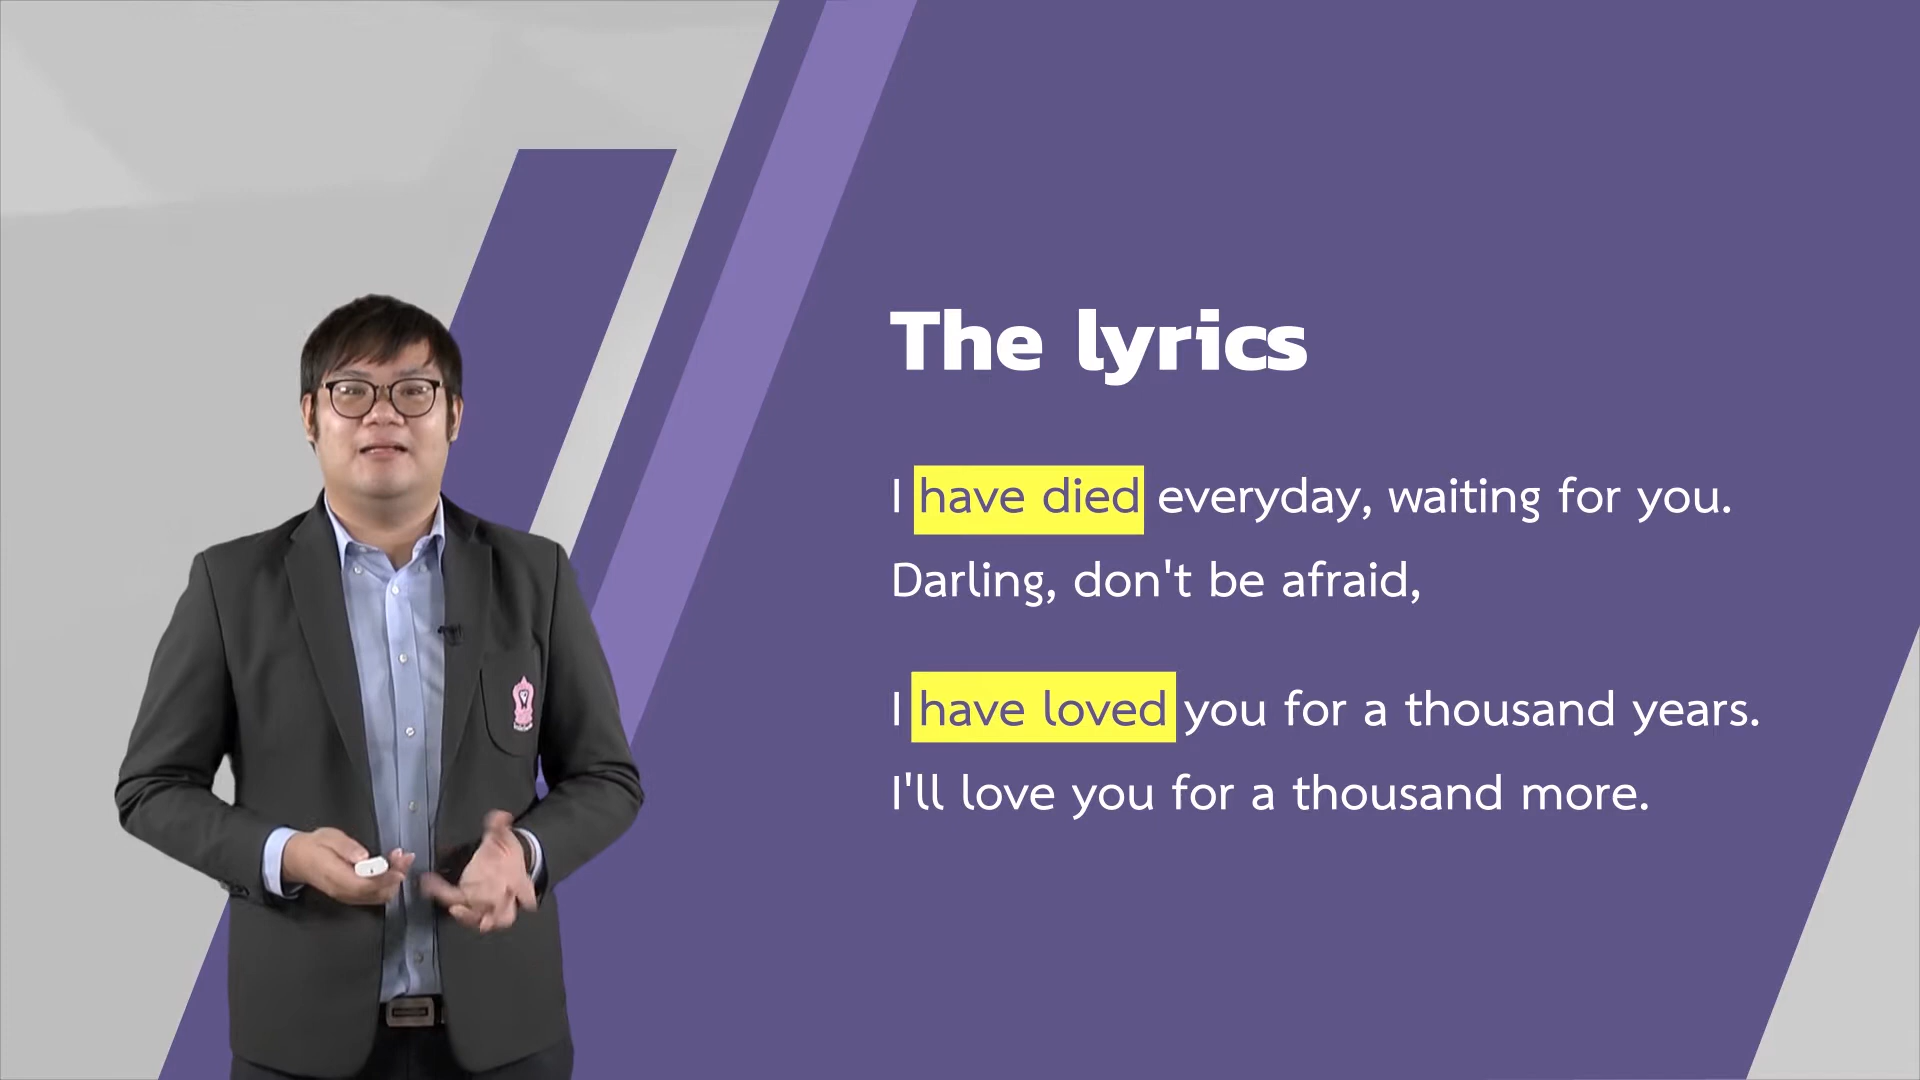 The lyrics
I have died everyday, waiting for you.
Darling, don't be afraid,
I have loved you for a thousand years.
I'll love you for a thousand more.